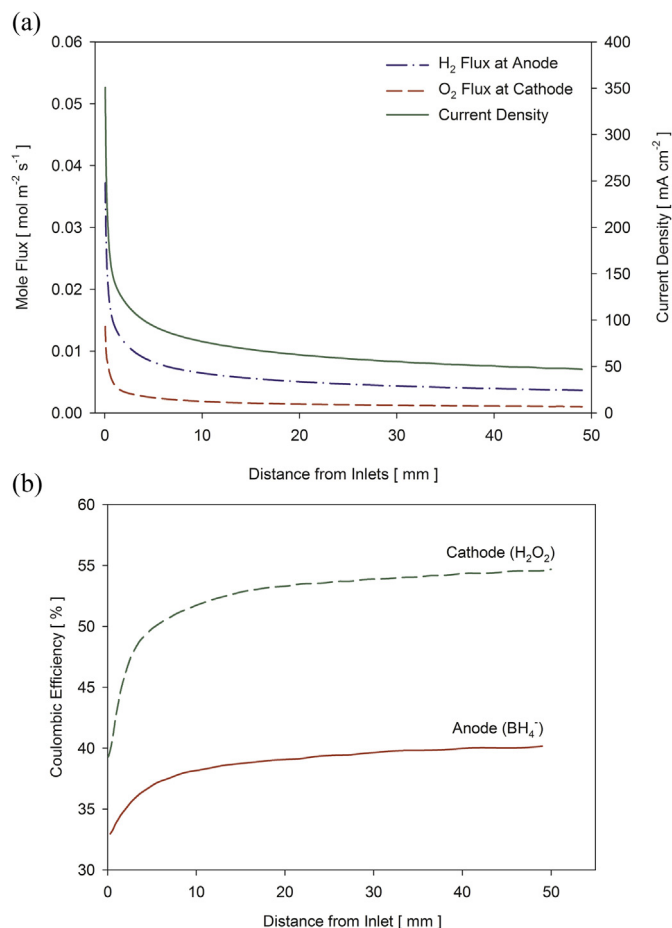 (a)
0.06
0.05
0.04
0.03
0.02
0.01
0.00
Mole Flux [ mol m⁻² s⁻¹ ]
400
350
300
250
200
150
100
50
0
Current Density [ mA cm⁻² ]
H₂ Flux at Anode
O₂ Flux at Cathode
Current Density
0 10 20 30 40 50
Distance from Inlets [ mm ]
(b)
60
55
50
45
40
35
30
Coulombic Efficiency [ % ]
Cathode (H₂O₂)
Anode (BH₄⁻)
0 10 20 30 40 50
Distance from Inlet [ mm ]